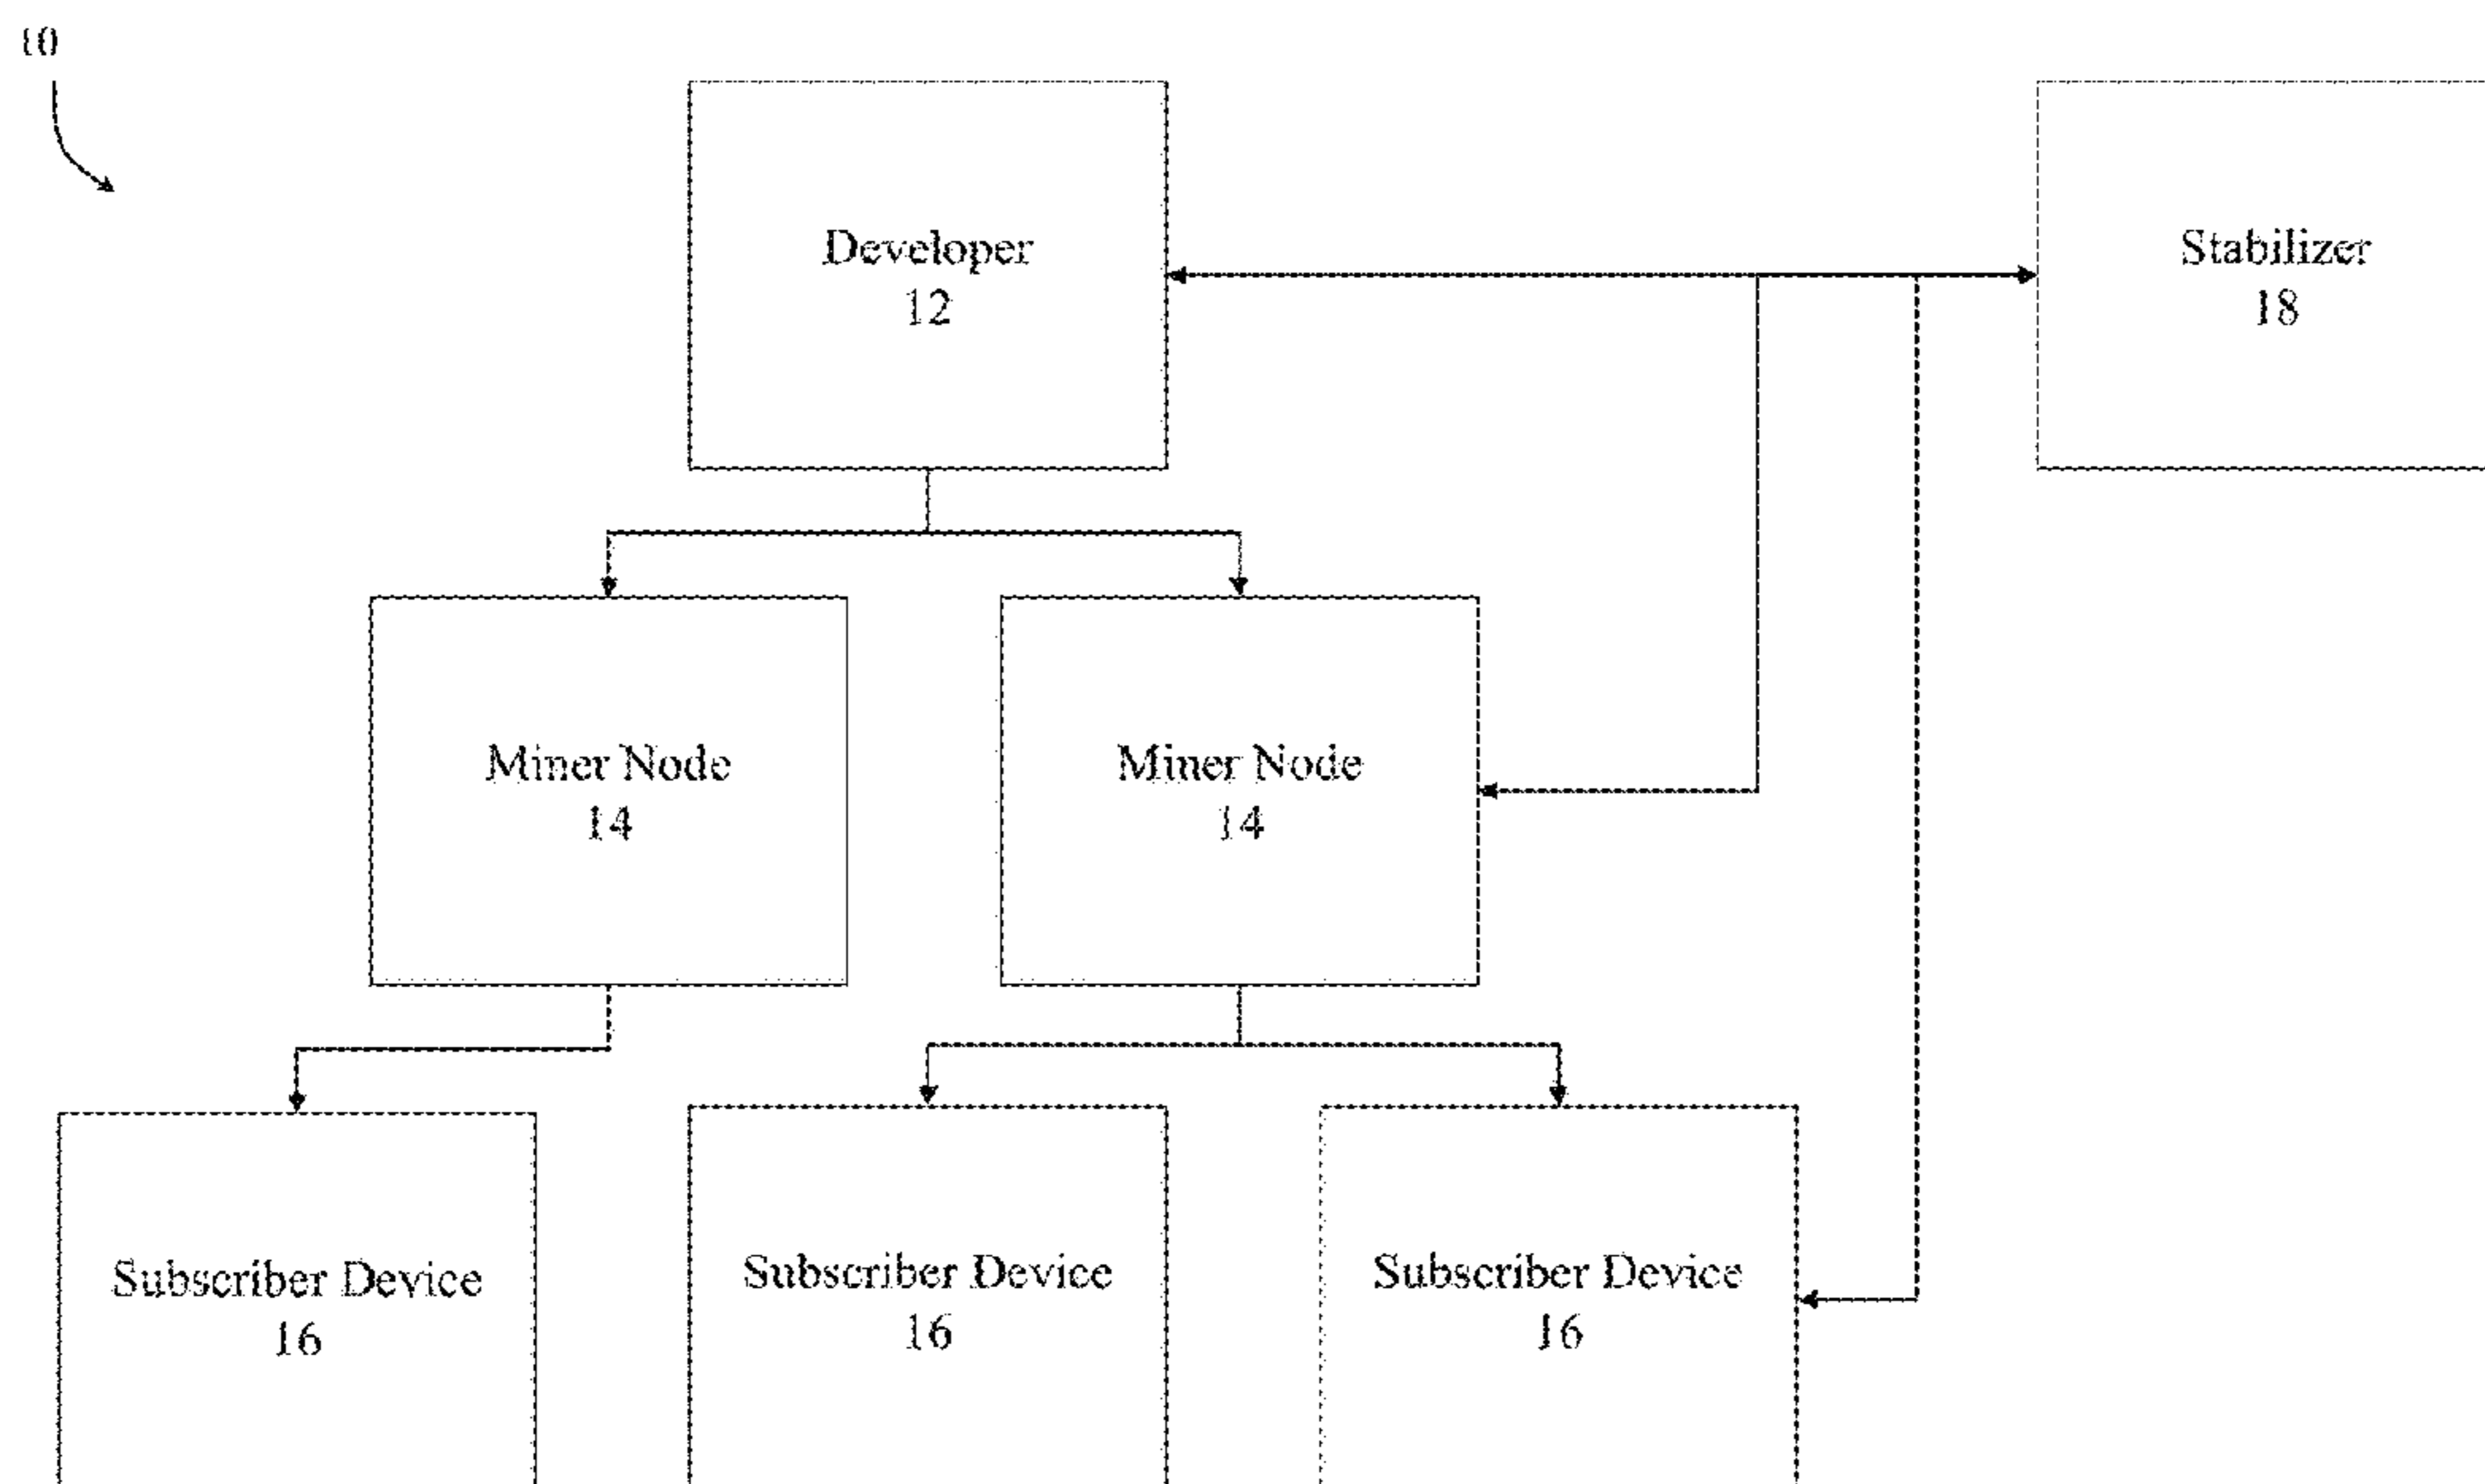 10
Developer
12
Stabilizer
18
Miner Node
14
Miner Node
14
Subscriber Device
16
Subscriber Device
16
Subscriber Device
16